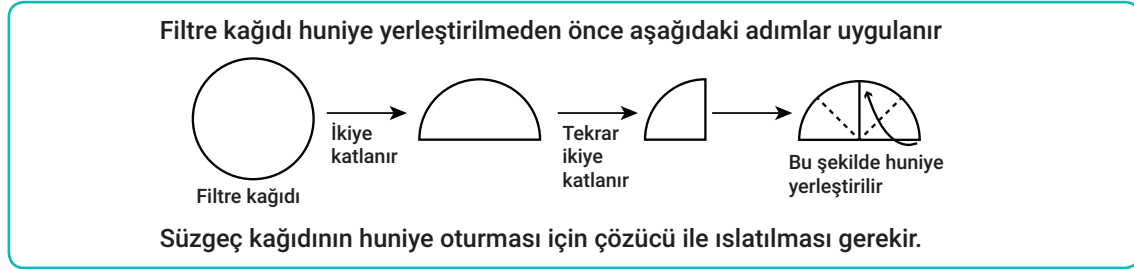 Filtre kağıdı huniye yerleştirilmeden önce aşağıdaki adımlar uygulanır
Filtre kağıdı
İkiye
katlanır
Tekrar
ikiye
katlanır
Bu şekilde huniye
yerleştirilir
Süzgeç kağıdının huniye oturması için çözücü ile ıslatılması gerekir.